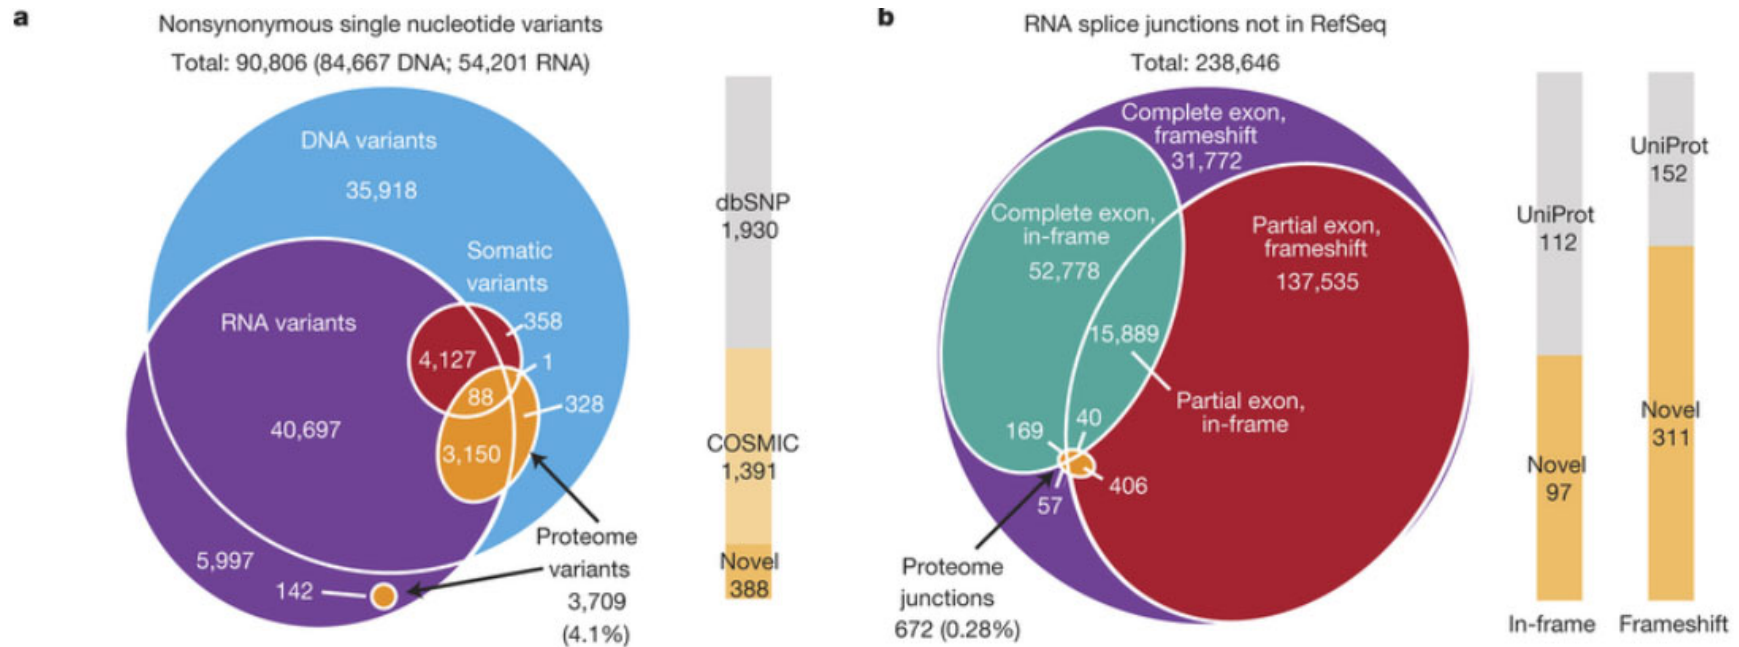 a
Nonsynonymous single nucleotide variants
Total: 90,806 (84,667 DNA; 54,201 RNA)
DNA variants
35,918
Somatic
variants
358
RNA variants
4,127
1
88
328
40,697
3,150
5,997
142
Proteome
variants
3,709
(4.1%)
dbSNP
1,930
COSMIC
1,391
Novel
388
b
RNA splice junctions not in RefSeq
Total: 238,646
Complete exon,
frameshift
31,772
Complete exon,
in-frame
52,778
Partial exon,
frameshift
137,535
15,889
Partial exon,
in-frame
169
40
406
57
Proteome
junctions
672 (0.28%)
UniProt
112
Novel
97
In-frame
UniProt
152
Novel
311
Frameshift